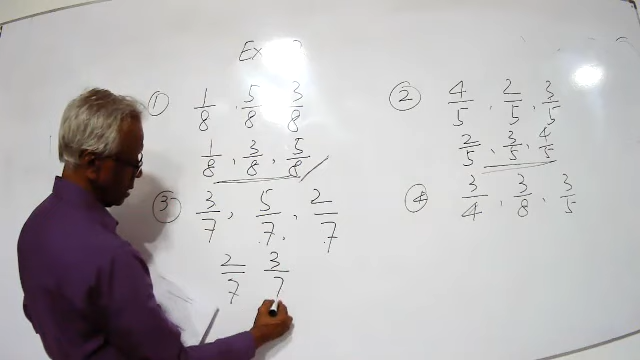 Ex
① 1/8 , 5/8 3/8
1/8 , 3/8 , 5/8
③ 3/7 , 5/7 , 2/7
2/7 3/7
② 4/5 , 2/5 , 3/5
2/5 , 3/5 , 4/5
④ 3/4 , 3/8 , 3/5